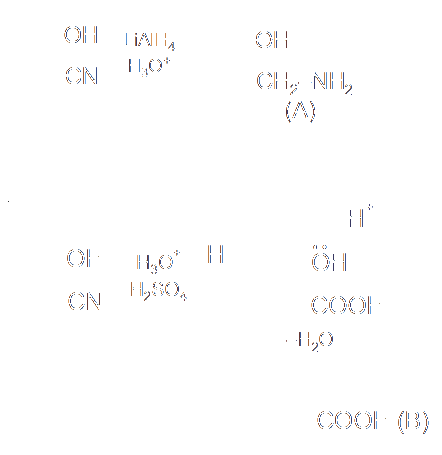 OH LiAlH4 OH
CN H3O+ CH2 NH2
(A)
H+
OH H3O+ H ÖH
CN H2SO4 COOH
-H2O
COOH (B)